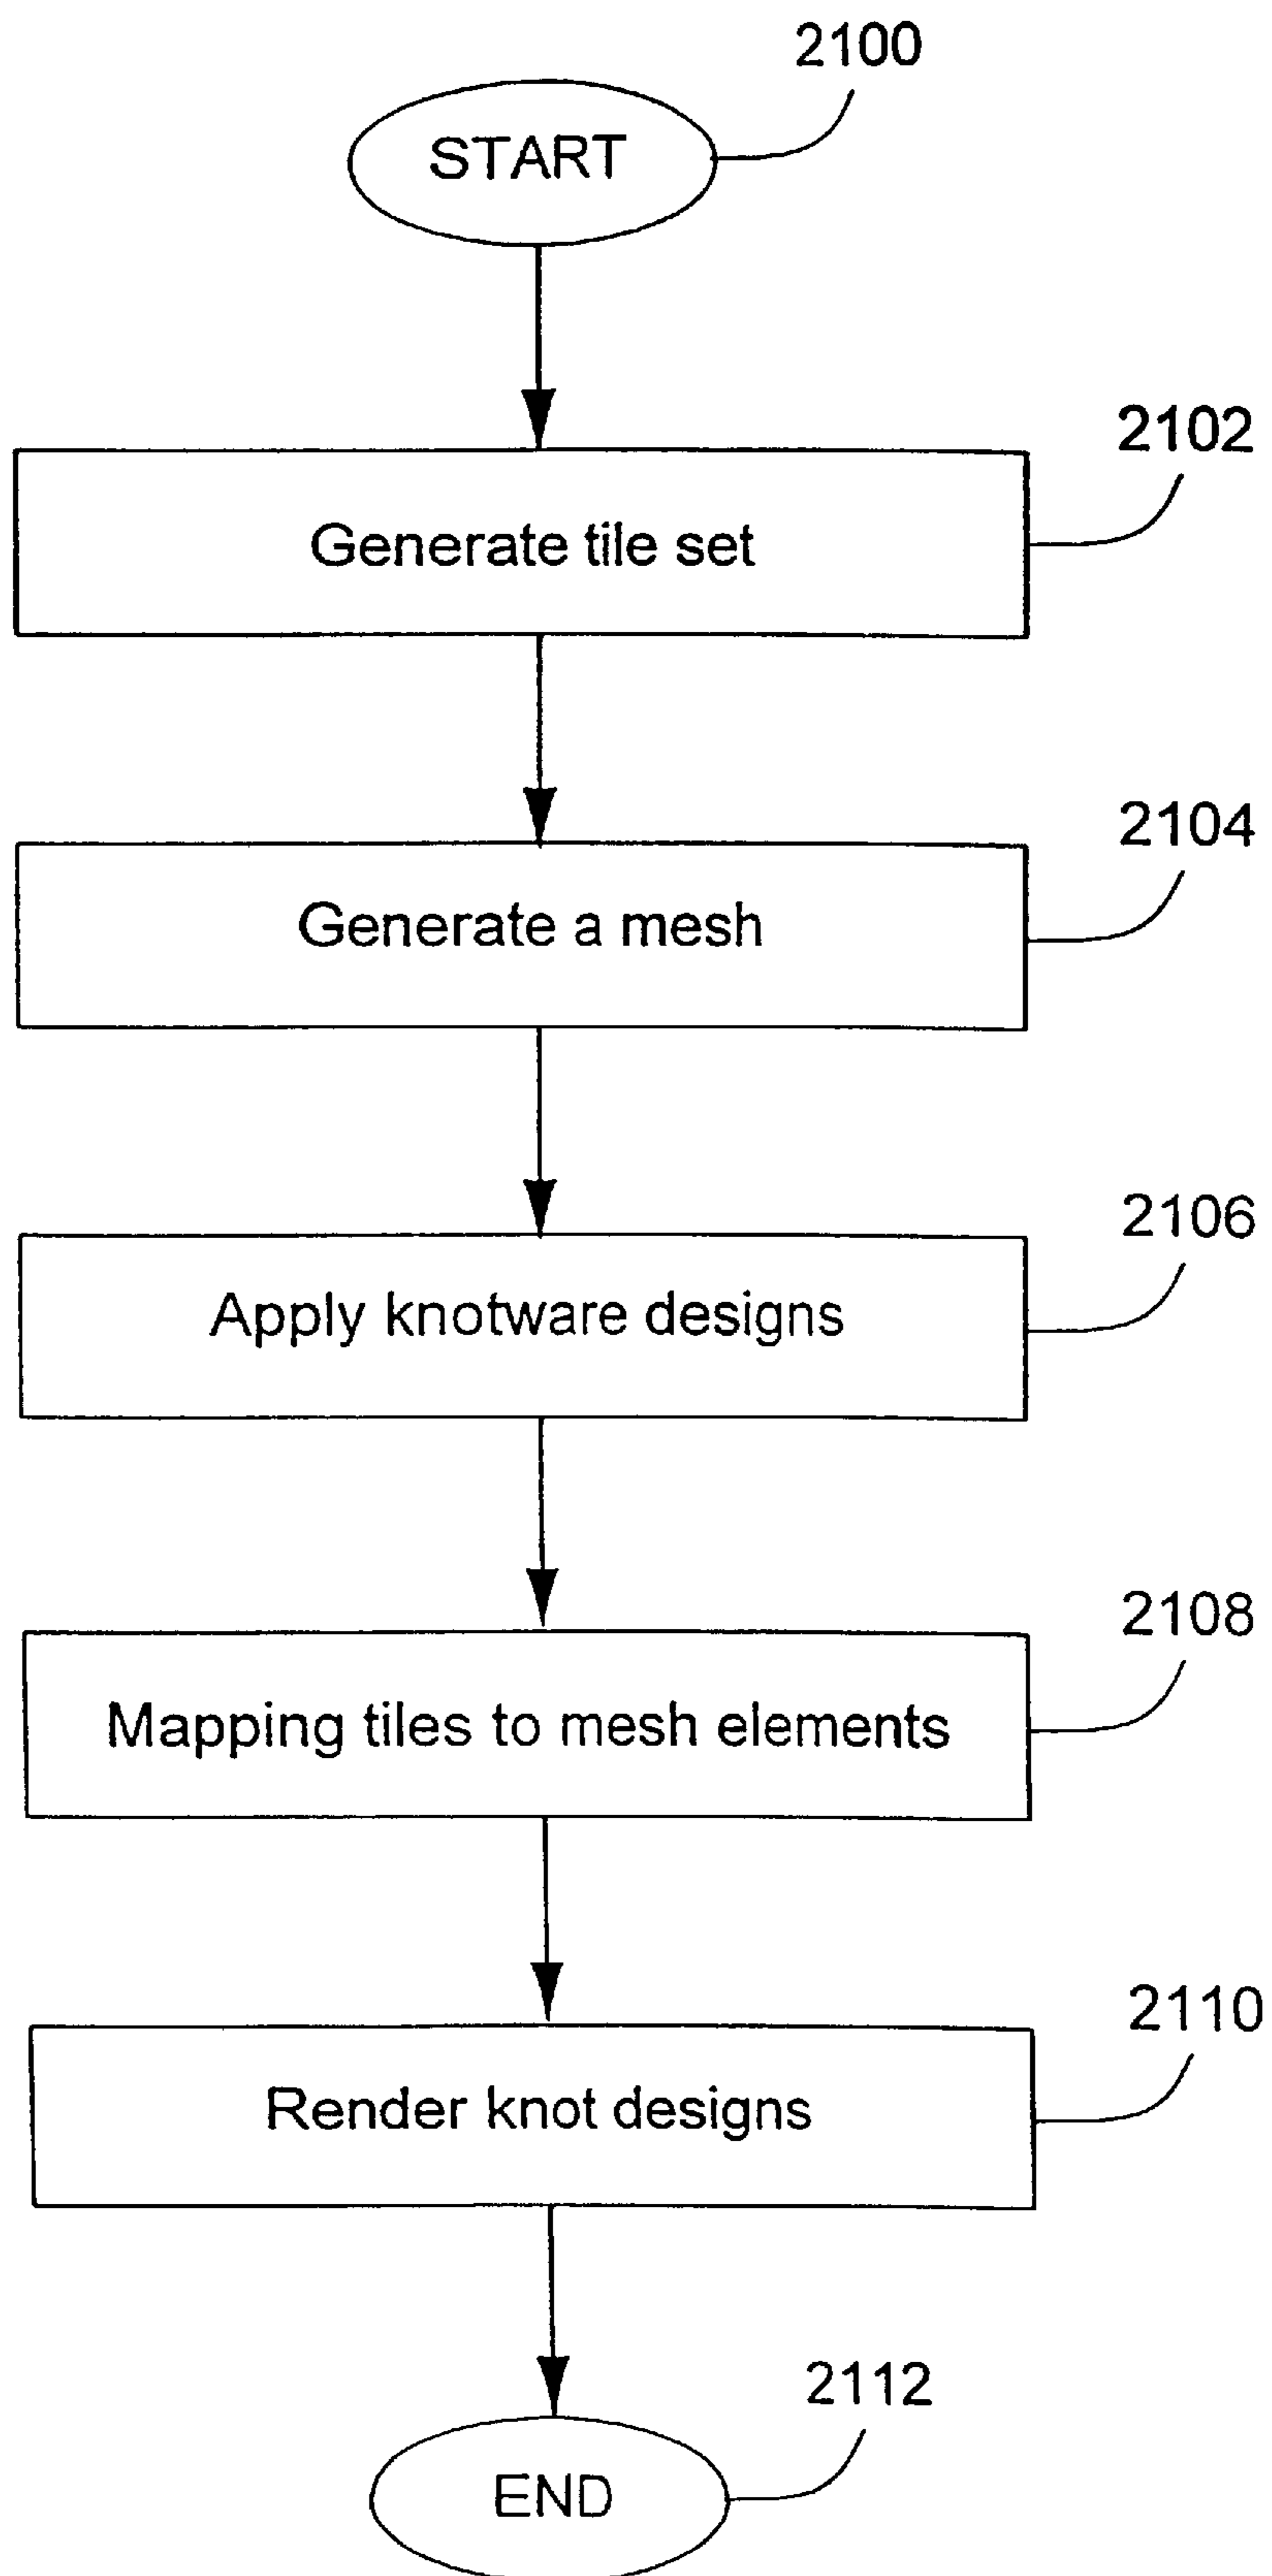 2100
START
2102
Generate tile set
2104
Generate a mesh
2106
Apply knotware designs
2108
Mapping tiles to mesh elements
2110
Render knot designs
2112
END